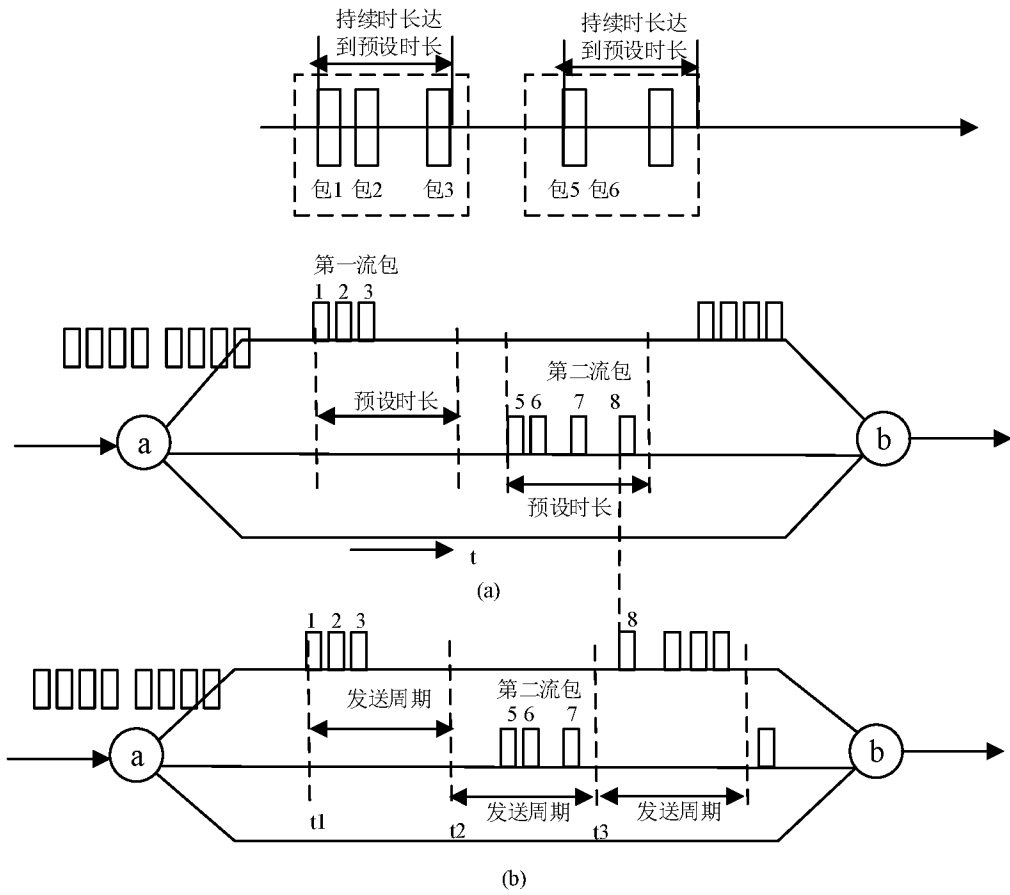 持续时长达
到预设时长
持续时长达
到预设时长
包1 包2 包3
包5 包6
第一流包
1 2 3
第二流包
预设时长
5 6 7 8
a
b
预设时长
t
(a)
1 2 3
8
发送周期
第二流包
5 6 7
a
b
发送周期
发送周期
t1
t2
t3
(b)